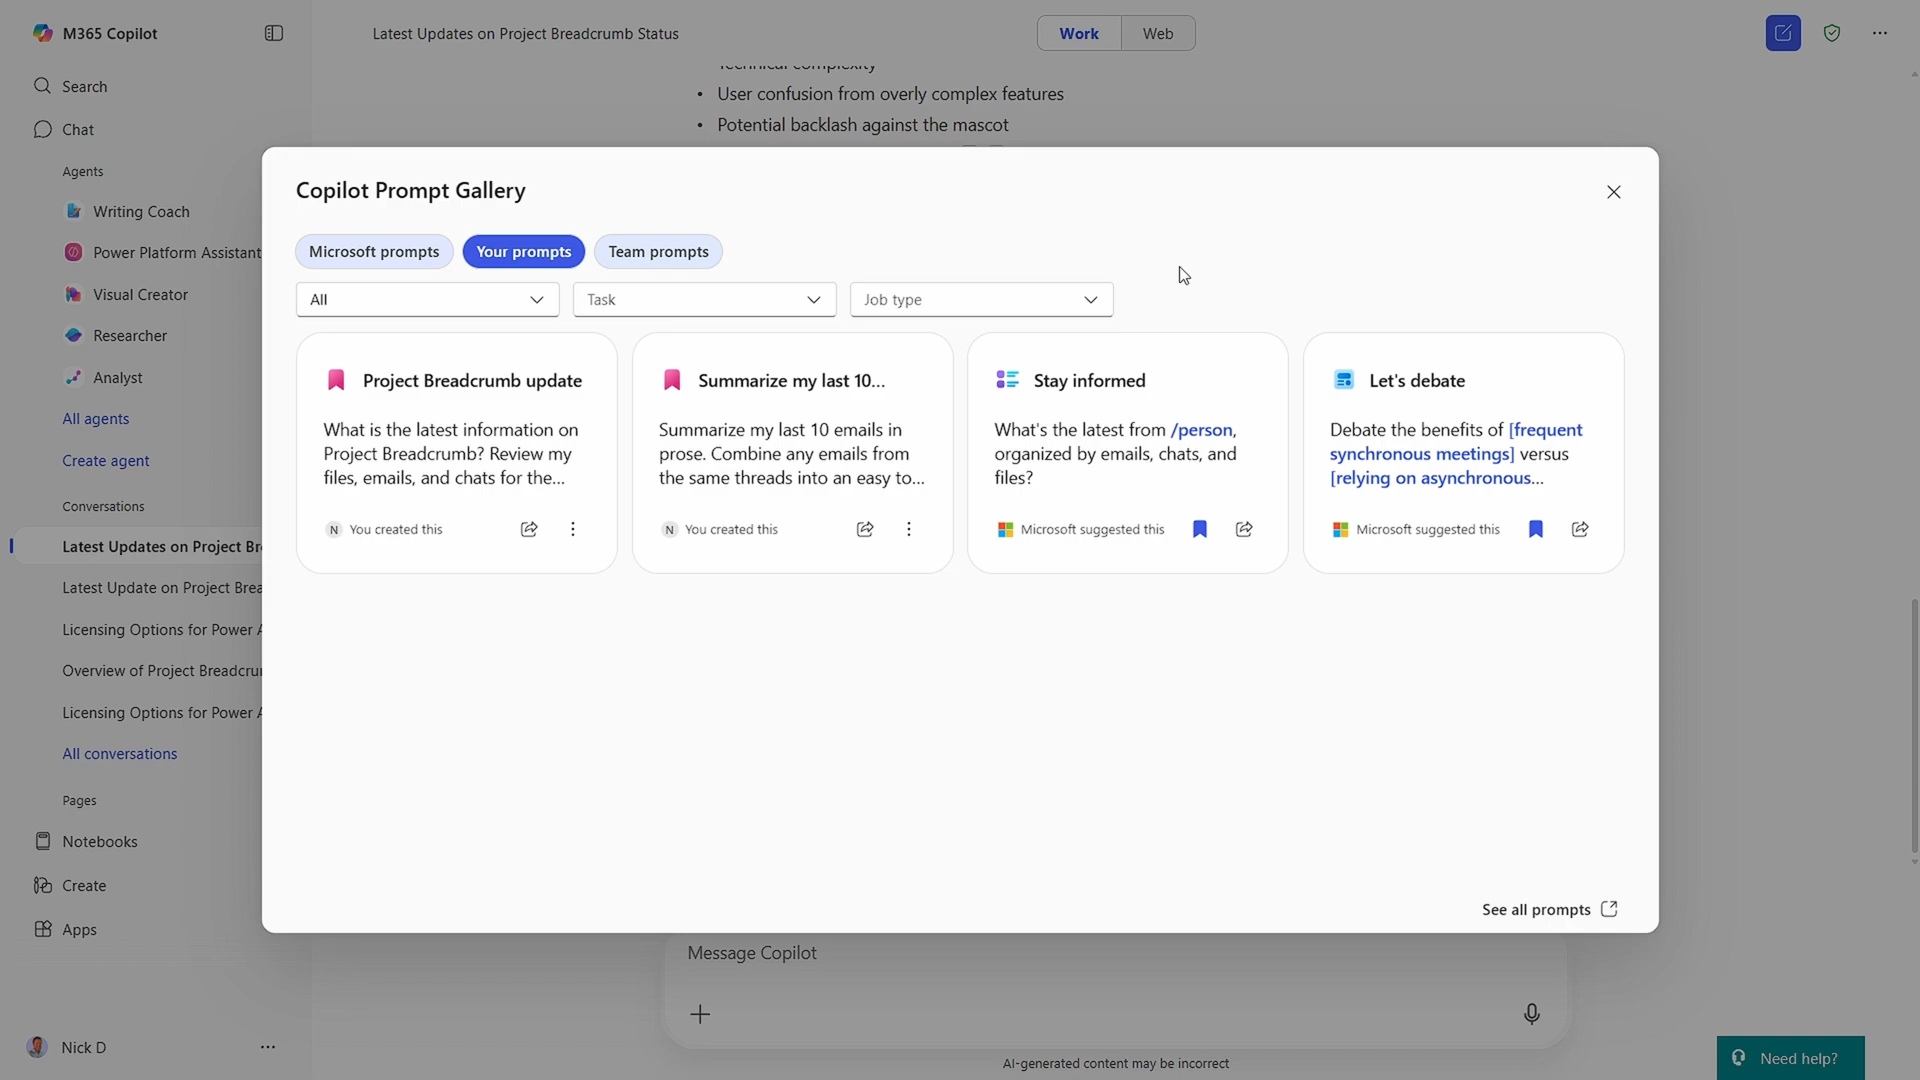 M365 Copilot
Latest Updates on Project Breadcrumb Status
Work
Web
Search
Chat
Agents
Writing Coach
Power Platform Assistant
Visual Creator
Researcher
Analyst
All agents
Create agent
Conversations
Latest Updates on Project Br
Latest Update on Project Brea
Licensing Options for Power A
Overview of Project Breadcru
Licensing Options for Power A
All conversations
Pages
Notebooks
Create
Apps
Nick D
Technical complexity
• User confusion from overly complex features
• Potential backlash against the mascot
Copilot Prompt Gallery
Microsoft prompts
Your prompts
Team prompts
All
Task
Job type
Project Breadcrumb update
What is the latest information on
Project Breadcrumb? Review my
files, emails, and chats for the...
N You created this
Summarize my last 10...
Summarize my last 10 emails in
prose. Combine any emails from
the same threads into an easy to...
N You created this
Stay informed
What's the latest from /person,
organized by emails, chats, and
files?
Microsoft suggested this
Let's debate
Debate the benefits of [frequent
synchronous meetings] versus
[relying on asynchronous...
Microsoft suggested this
See all prompts
Message Copilot
AI-generated content may be incorrect
Need help?